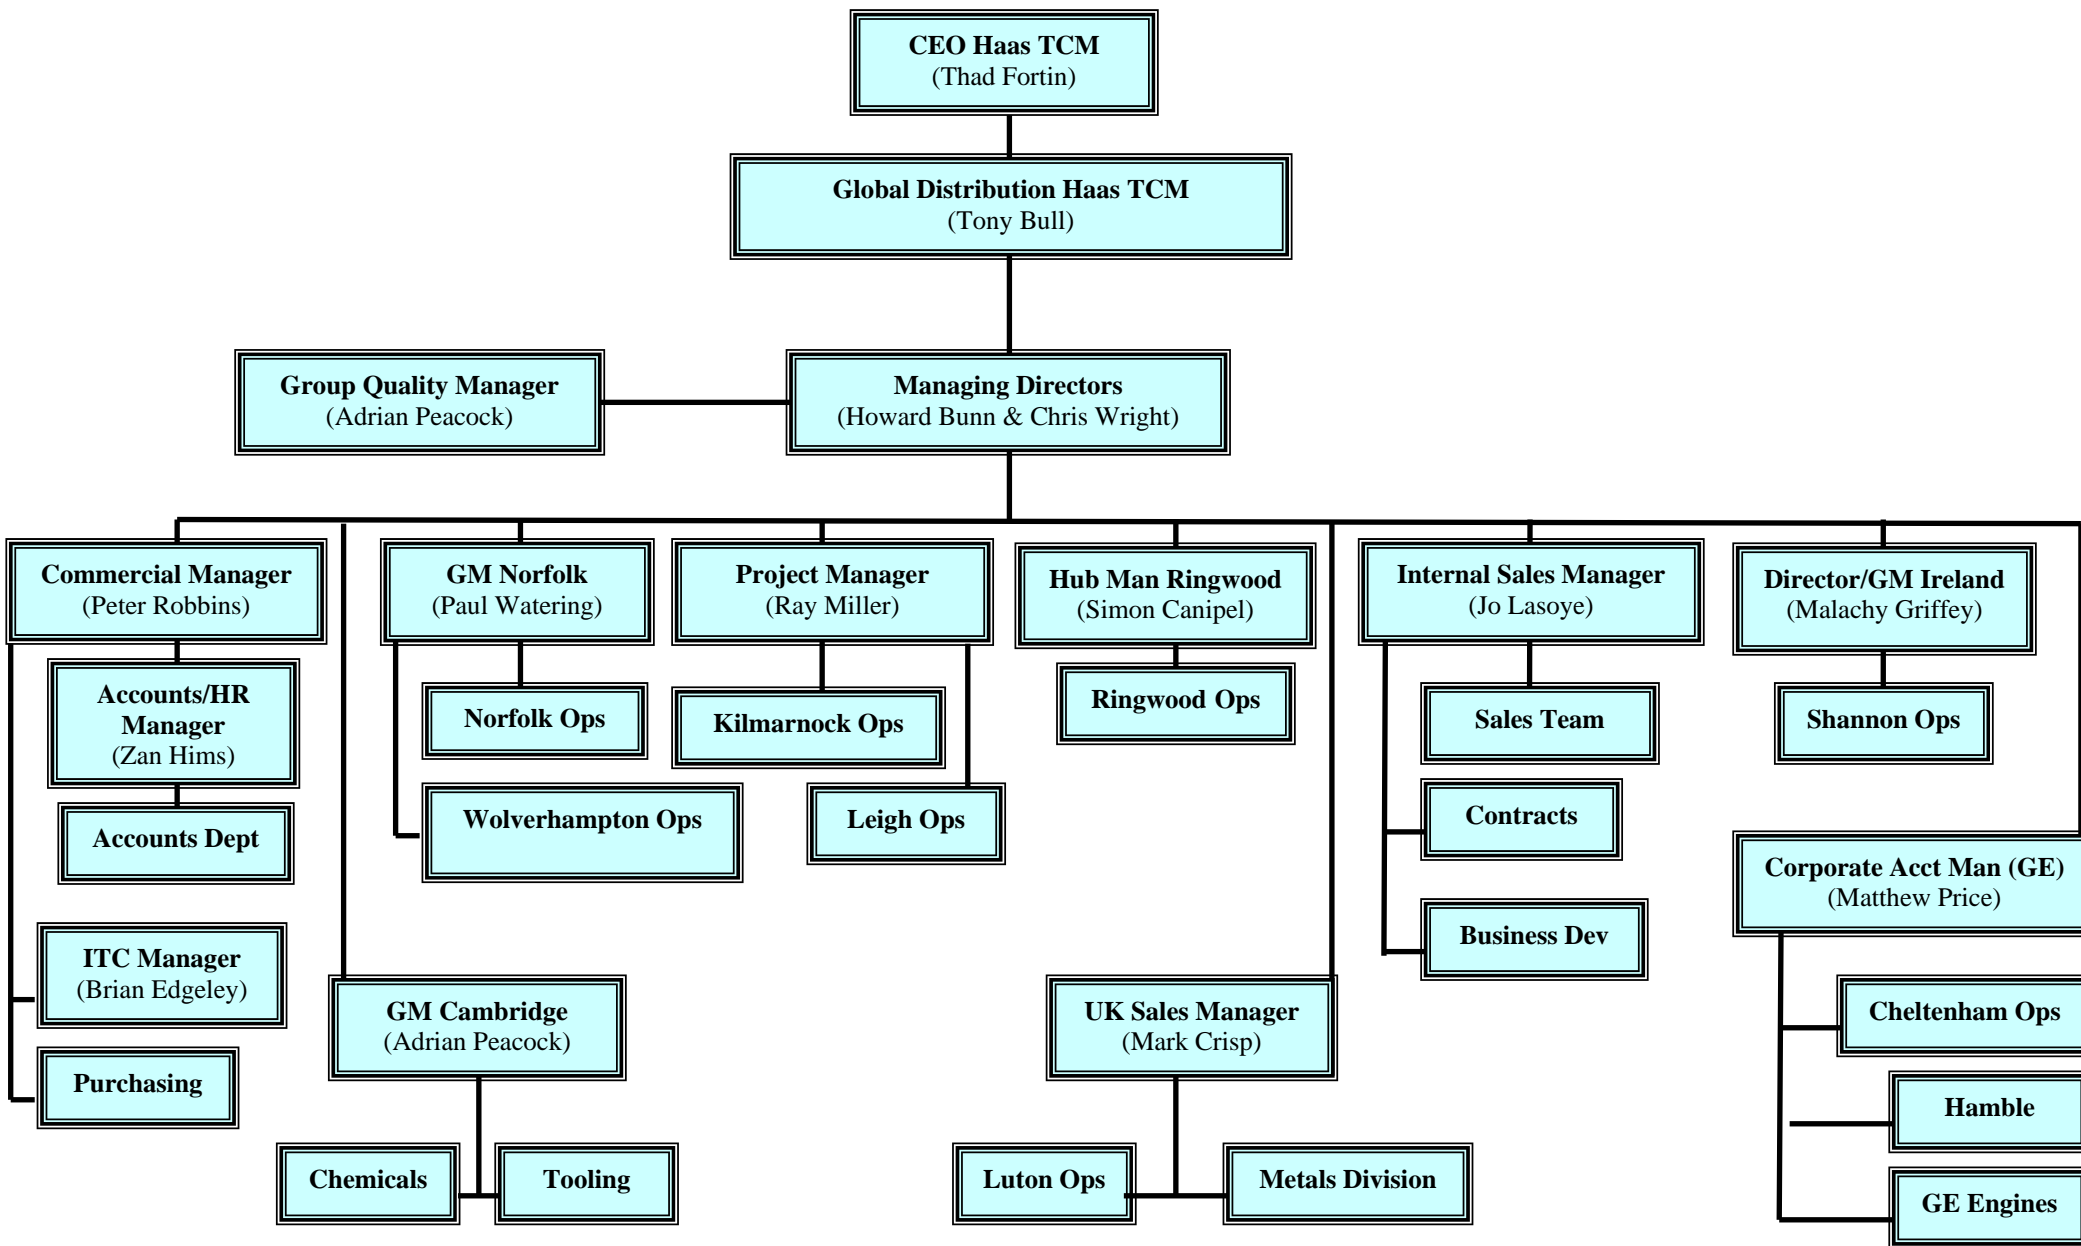 CEO Haas TCM
(Thad Fortin)
Global Distribution Haas TCM
(Tony Bull)
Group Quality Manager
(Adrian Peacock)
Managing Directors
(Howard Bunn & Chris Wright)
Commercial Manager
(Peter Robbins)
GM Norfolk
(Paul Watering)
Project Manager
(Ray Miller)
Hub Man Ringwood
(Simon Canipel)
Internal Sales Manager
(Jo Lasoye)
Director/GM Ireland
(Malachy Griffey)
Accounts/HR
Manager
(Zan Hims)
Norfolk Ops
Kilmarnock Ops
Ringwood Ops
Sales Team
Shannon Ops
Accounts Dept
Wolverhampton Ops
Leigh Ops
Contracts
Corporate Acct Man (GE)
(Matthew Price)
Business Dev
ITC Manager
(Brian Edgeley)
GM Cambridge
(Adrian Peacock)
UK Sales Manager
(Mark Crisp)
Cheltenham Ops
Purchasing
Hamble
Chemicals
Tooling
Luton Ops
Metals Division
GE Engines